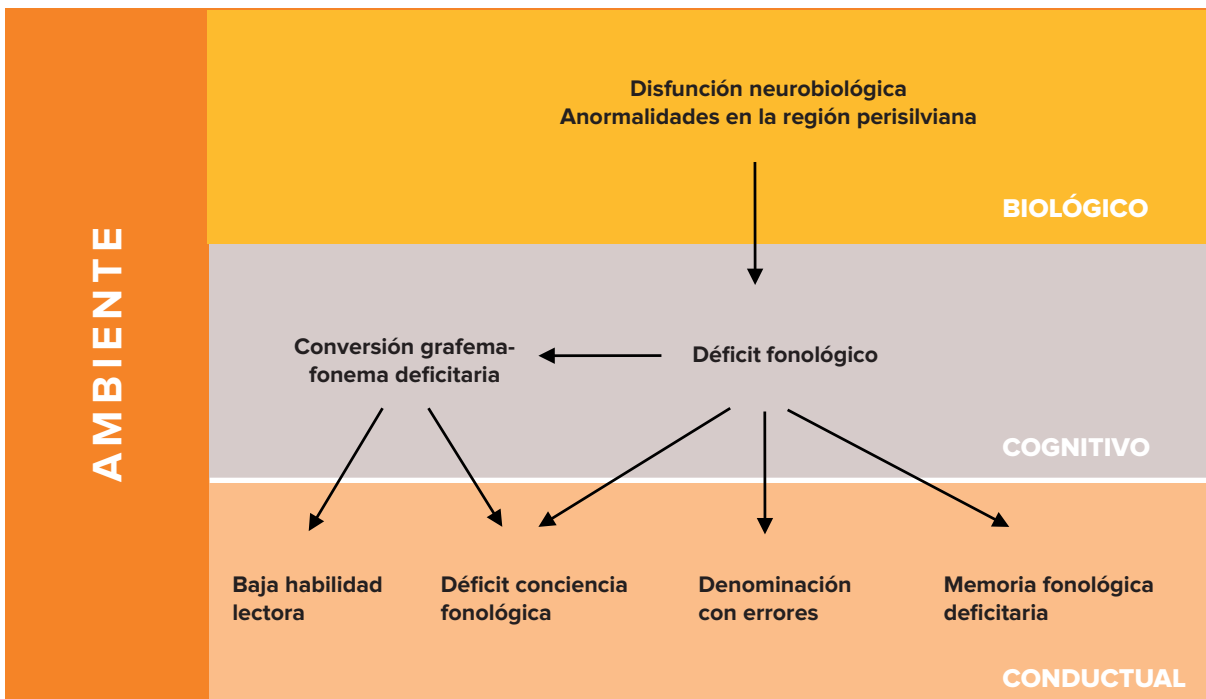 AMBIENTE
Disfunción neurobiológica
Anormalidades en la región perisilviana
BIOLÓGICO
Conversión grafema-
fonema deficitaria
Déficit fonológico
COGNITIVO
Baja habilidad
lectora
Déficit conciencia
fonológica
Denominación
con errores
Memoria fonológica
deficitaria
CONDUCTUAL